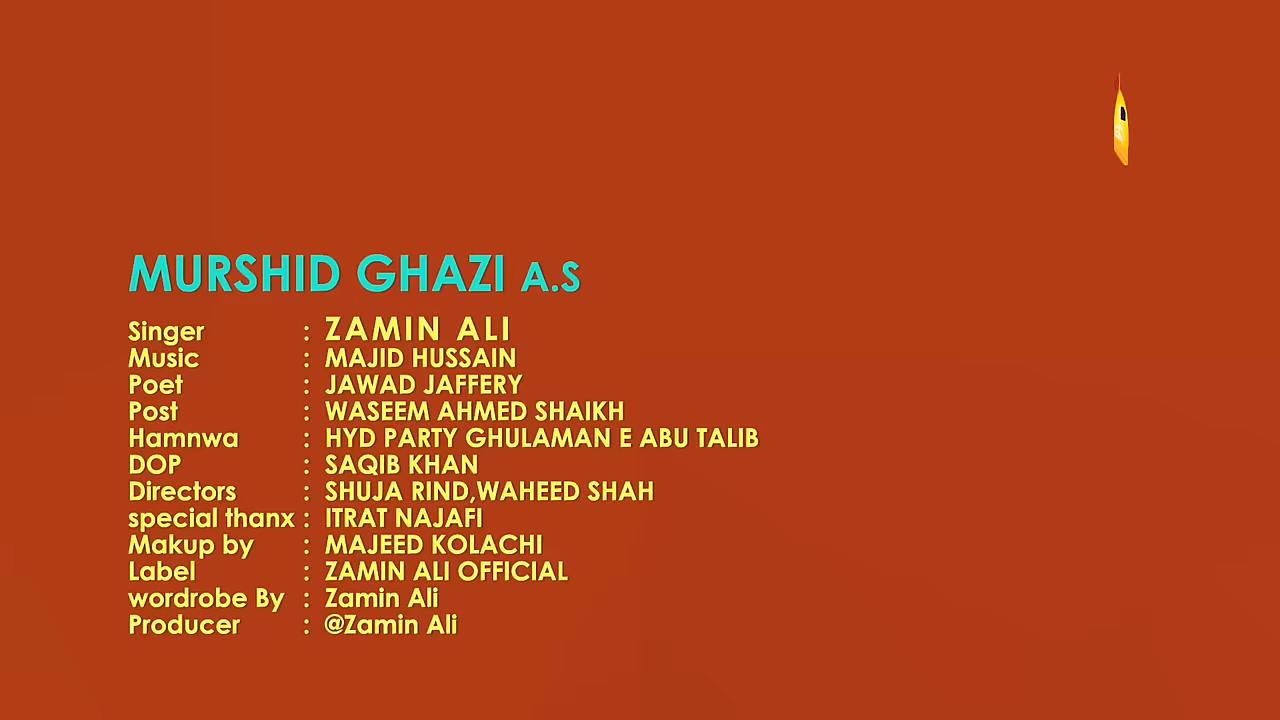 MURSHID GHAZI A.S
Singer : ZAMIN ALI
Music : MAJID HUSSAIN
Poet : JAWAD JAFFERY
Post : WASEEM AHMED SHAIKH
Hamnwa : HYD PARTY GHULAMAN E ABU TALIB
DOP : SAQIB KHAN
Directors : SHUJA RIND,WAHEED SHAH
special thanx : ITRAT NAJAFI
Makup by : MAJEED KOLACHI
Label : ZAMIN ALI OFFICIAL
wordrobe By : Zamin Ali
Producer : @Zamin Ali